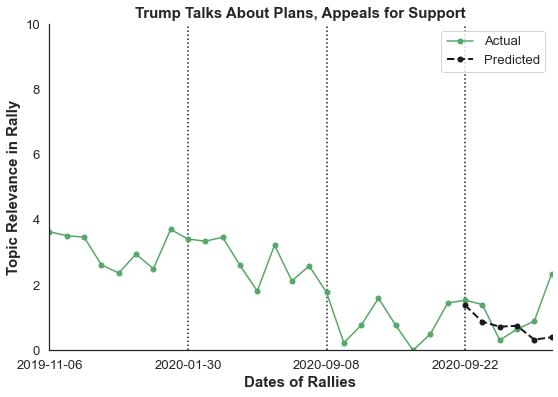 Trump Talks About Plans, Appeals for Support
Actual
Predicted
10
8
6
4
2
0
Topic Relevance in Rally
2019-11-06
2020-01-30
2020-09-08
2020-09-22
Dates of Rallies